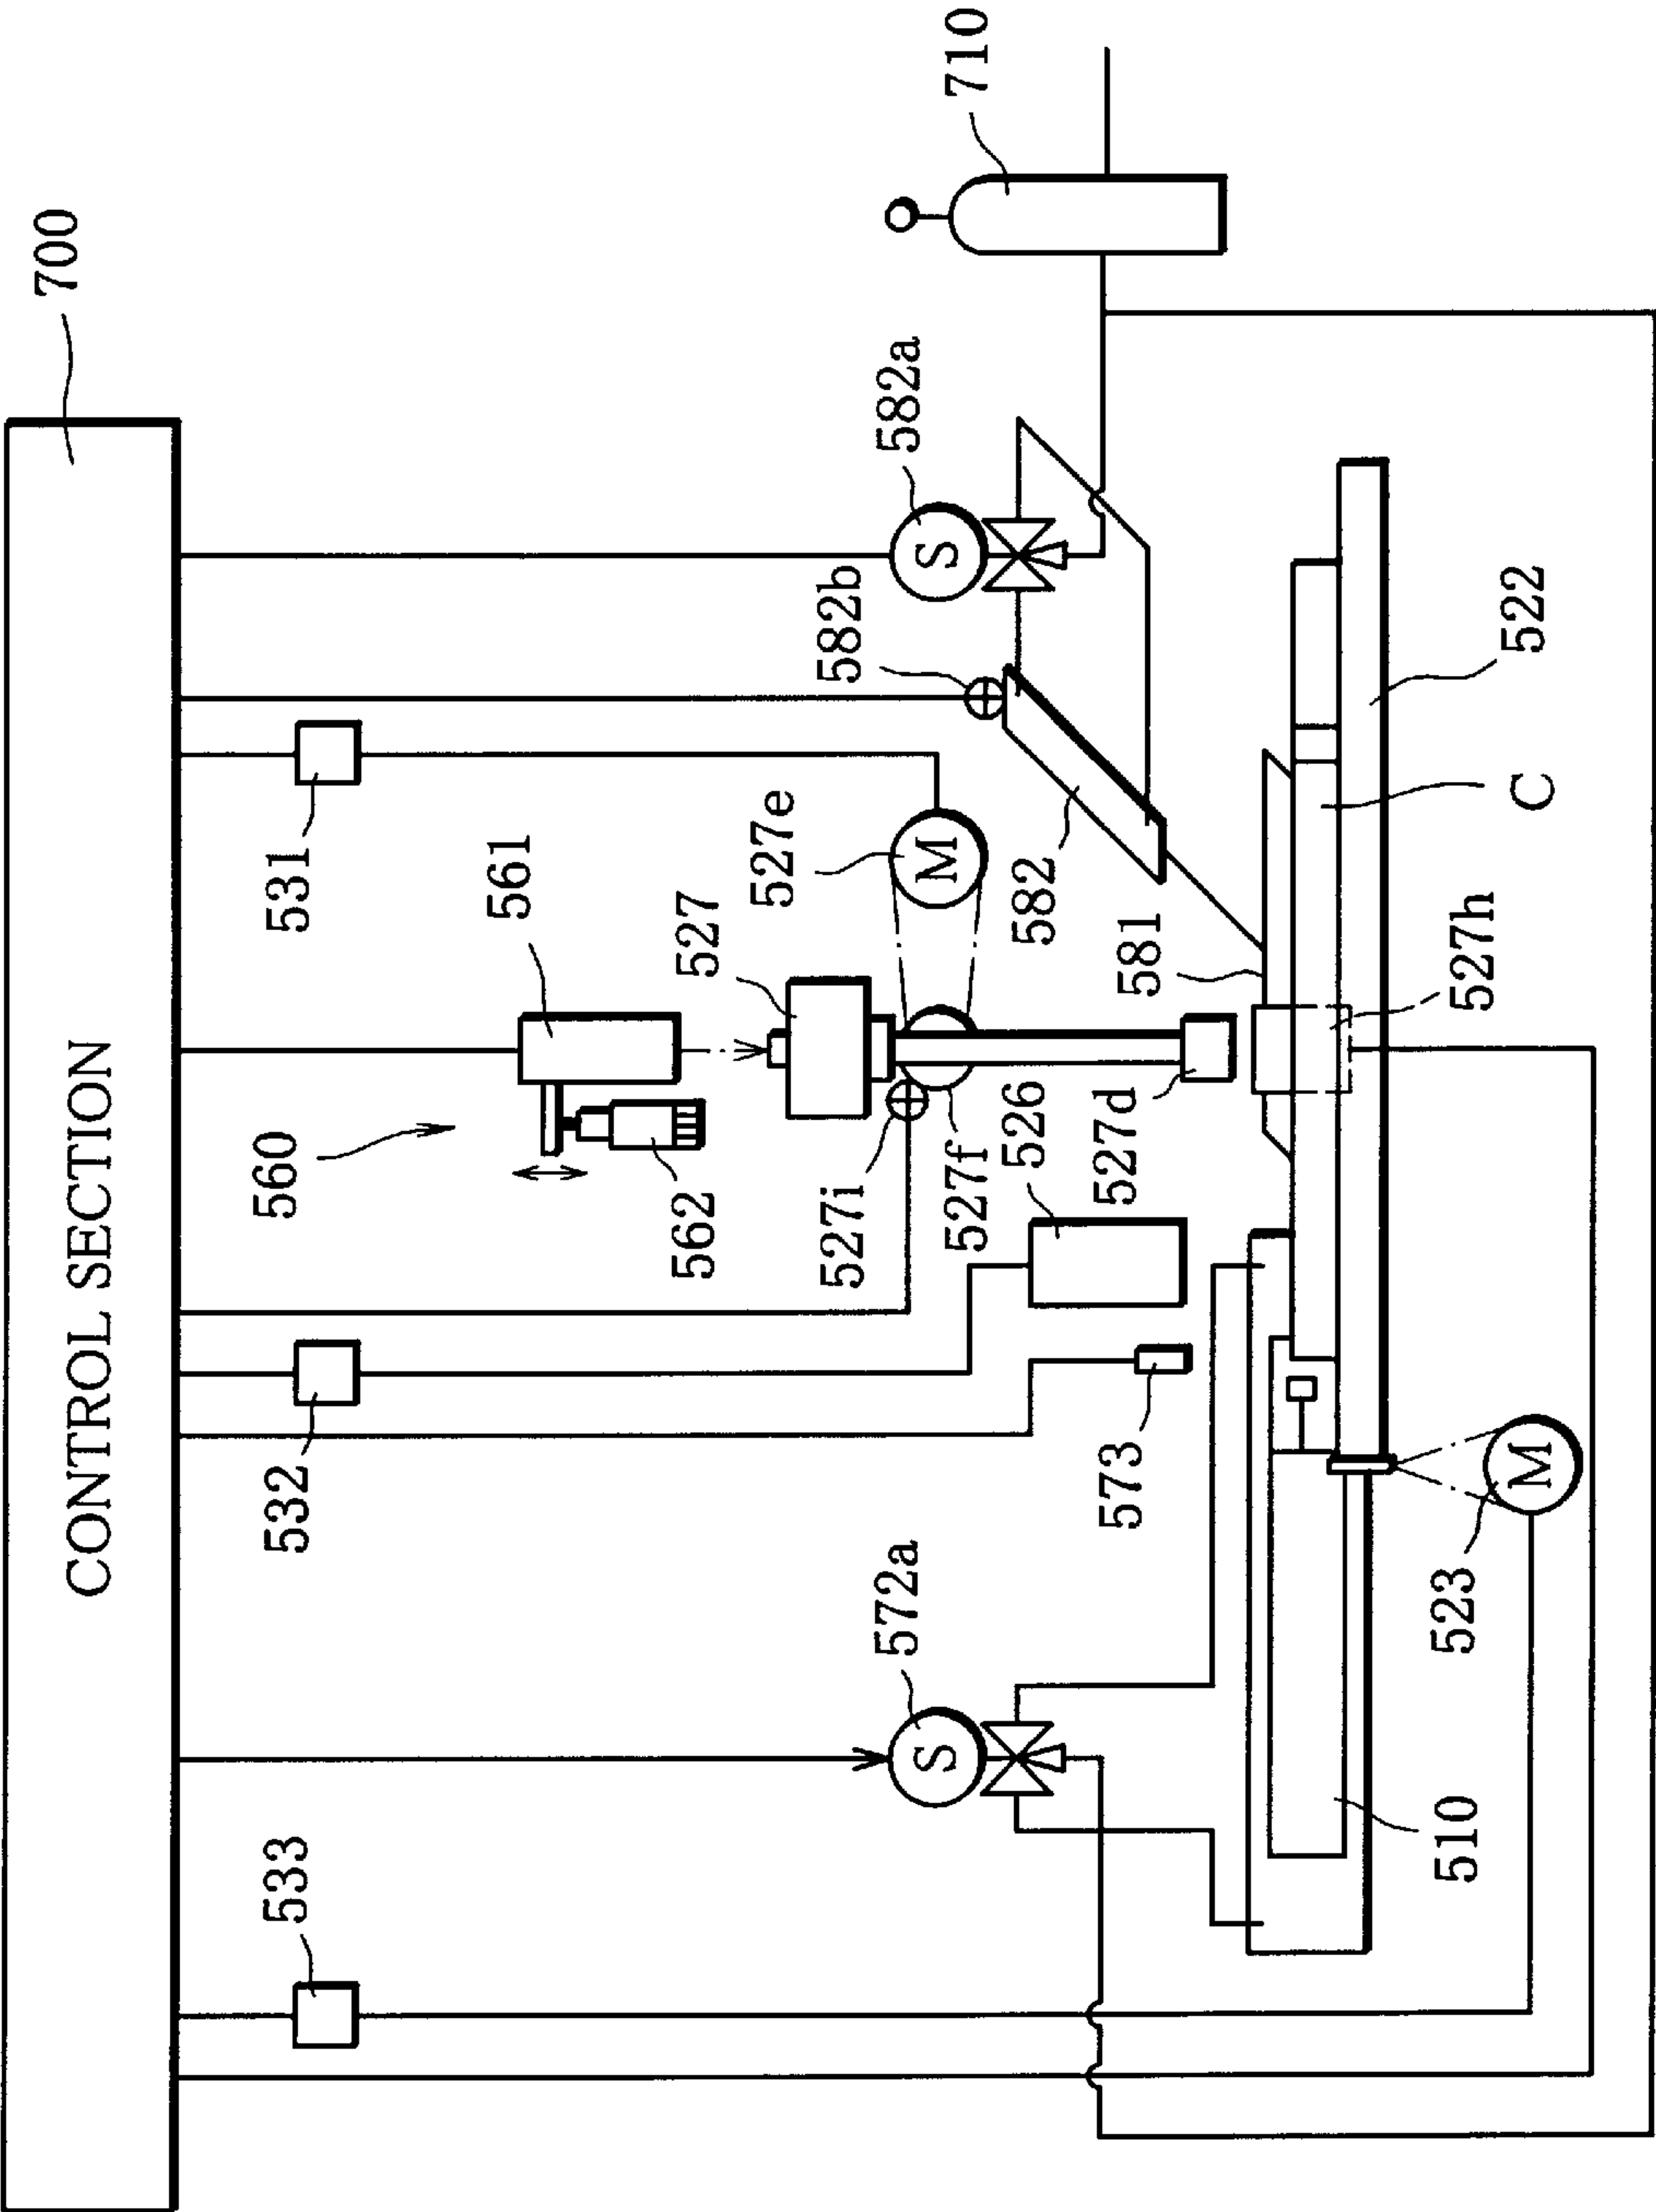 CONTROL SECTION
700
533
532
531
560
561
562
572a
527
527e
527i
527f
526
527d
573
582b
582a
582
581
527h
710
S
M
S
M
523
510
C
522